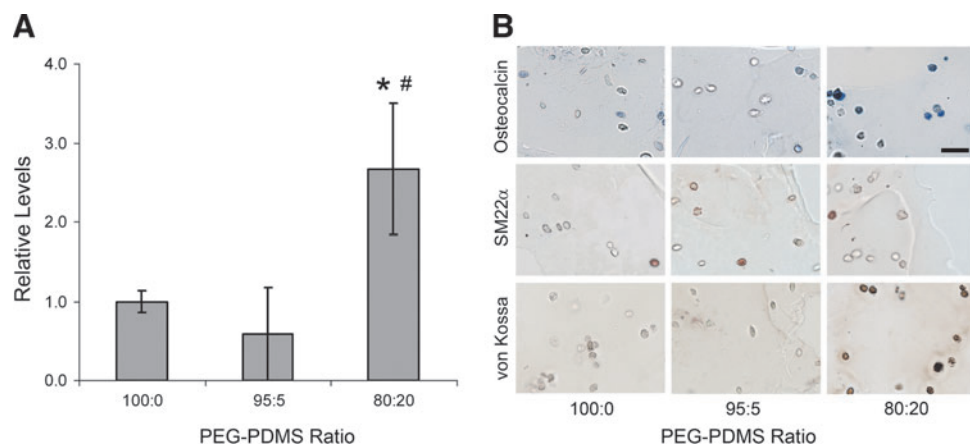 A
Relative Levels
4.0
3.0
2.0
1.0
0.0
* #
100:0
95:5
80:20
PEG-PDMS Ratio
B
Osteocalcin
SM22α
von Kossa
100:0
95:5
80:20
PEG-PDMS Ratio